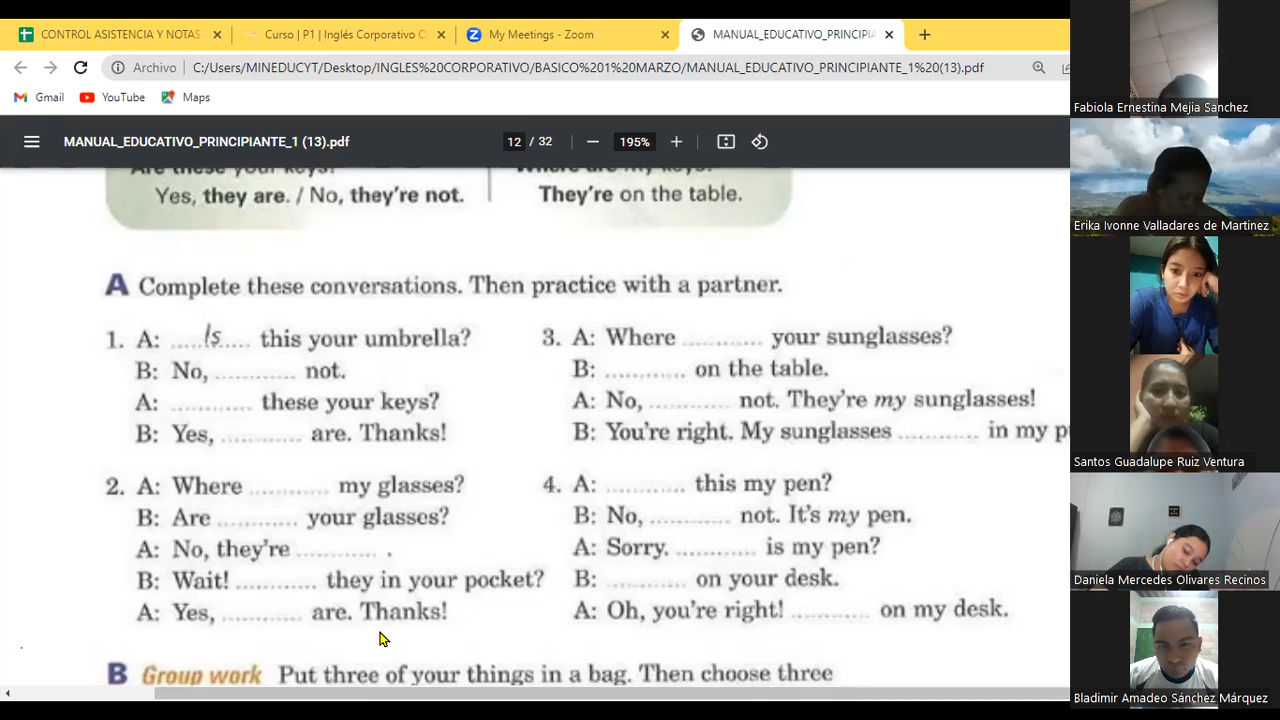 CONTROL ASISTENCIA Y NOTAS
Curso | P1 | Inglés Corporativo
My Meetings - Zoom
MANUAL_EDUCATIVO_PRINCIPIA
Archivo C:/Users/MINEDUCYT/Desktop/INGLES%20CORPORATIVO/BASICO%201%20MARZO/MANUAL_EDUCATIVO_PRINCIPIANTE_1%20(13).pdf
Gmail YouTube Maps
MANUAL_EDUCATIVO_PRINCIPIANTE_1 (13).pdf 12 / 32 195%
Are these your keys?
Yes, they are. / No, they're not.
Where are my keys?
They're on the table.
A Complete these conversations. Then practice with a partner.
1. A: ....Is.... this your umbrella?
B: No, ............ not.
A: ............ these your keys?
B: Yes, ............ are. Thanks!
2. A: Where ............ my glasses?
B: Are ............ your glasses?
A: No, they're ............ .
B: Wait! ............ they in your pocket?
A: Yes, ............ are. Thanks!
3. A: Where ............ your sunglasses?
B: ............ on the table.
A: No, ............ not. They're my sunglasses!
B: You're right. My sunglasses ............ in my
4. A: ............ this my pen?
B: No, ............ not. It's my pen.
A: Sorry. ............ is my pen?
B: ............ on your desk.
A: Oh, you're right! ............ on my desk.
B Group work Put three of your things in a bag. Then choose three
Fabiola Ernestina Mejia Sanchez
Erika Ivonne Valladares de Martinez
Santos Guadalupe Ruiz Ventura
Daniela Mercedes Olivares Recinos
Bladimir Amadeo Sánchez Márquez